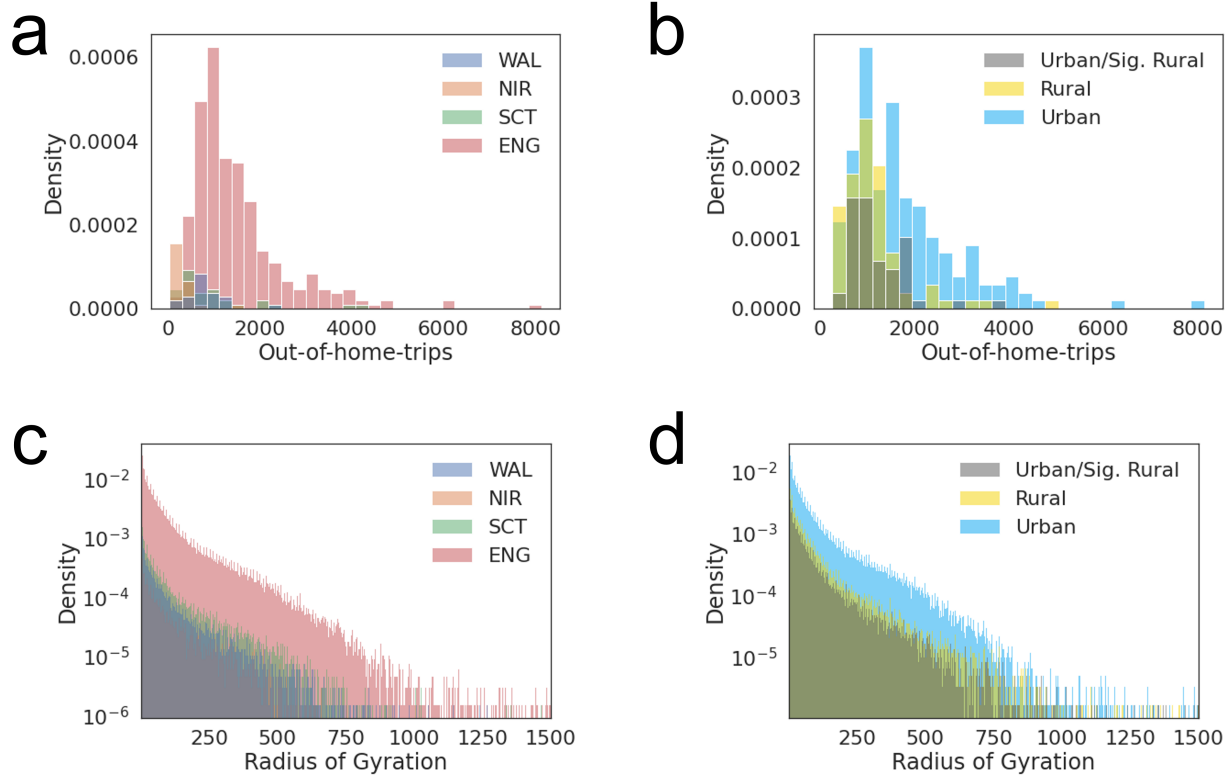 a
0.0006
0.0004
0.0002
0.0000
Density
WAL
NIR
SCT
ENG
0 2000 4000 6000 8000
Out-of-home-trips
b
0.0003
0.0002
0.0001
0.0000
Density
Urban/Sig. Rural
Rural
Urban
0 2000 4000 6000 8000
Out-of-home-trips
c
10⁻²
10⁻³
10⁻⁴
10⁻⁵
10⁻⁶
Density
WAL
NIR
SCT
ENG
250 500 750 1000 1250 1500
Radius of Gyration
d
10⁻²
10⁻³
10⁻⁴
10⁻⁵
Density
Urban/Sig. Rural
Rural
Urban
250 500 750 1000 1250 1500
Radius of Gyration